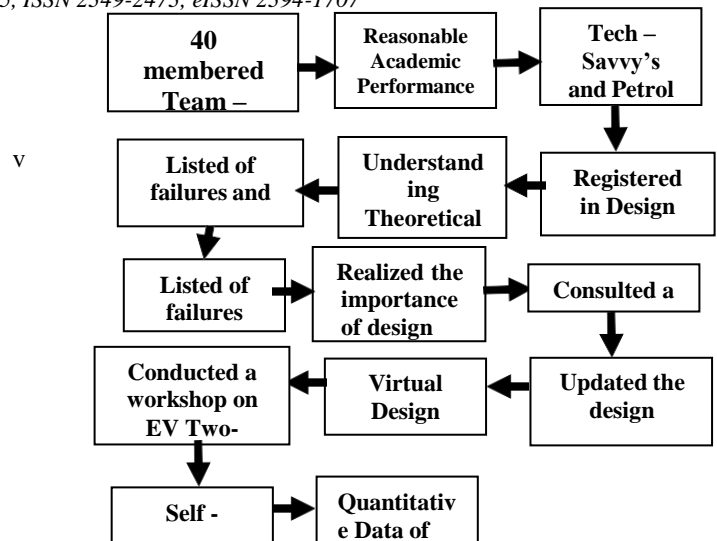 5, ISSN 2349-2475, eISSN 2394-1707
40
membered
Team –
Reasonable
Academic
Performance
Tech –
Savvy's
and Petrol
v
Registered
in Design
Understand
ing
Theoretical
Listed of
failures and
Listed of
failures
Realized the
importance
of design
Consulted a
Updated the
design
Virtual
Design
Conducted a
workshop on
EV Two-
Self -
Quantitativ
e Data of